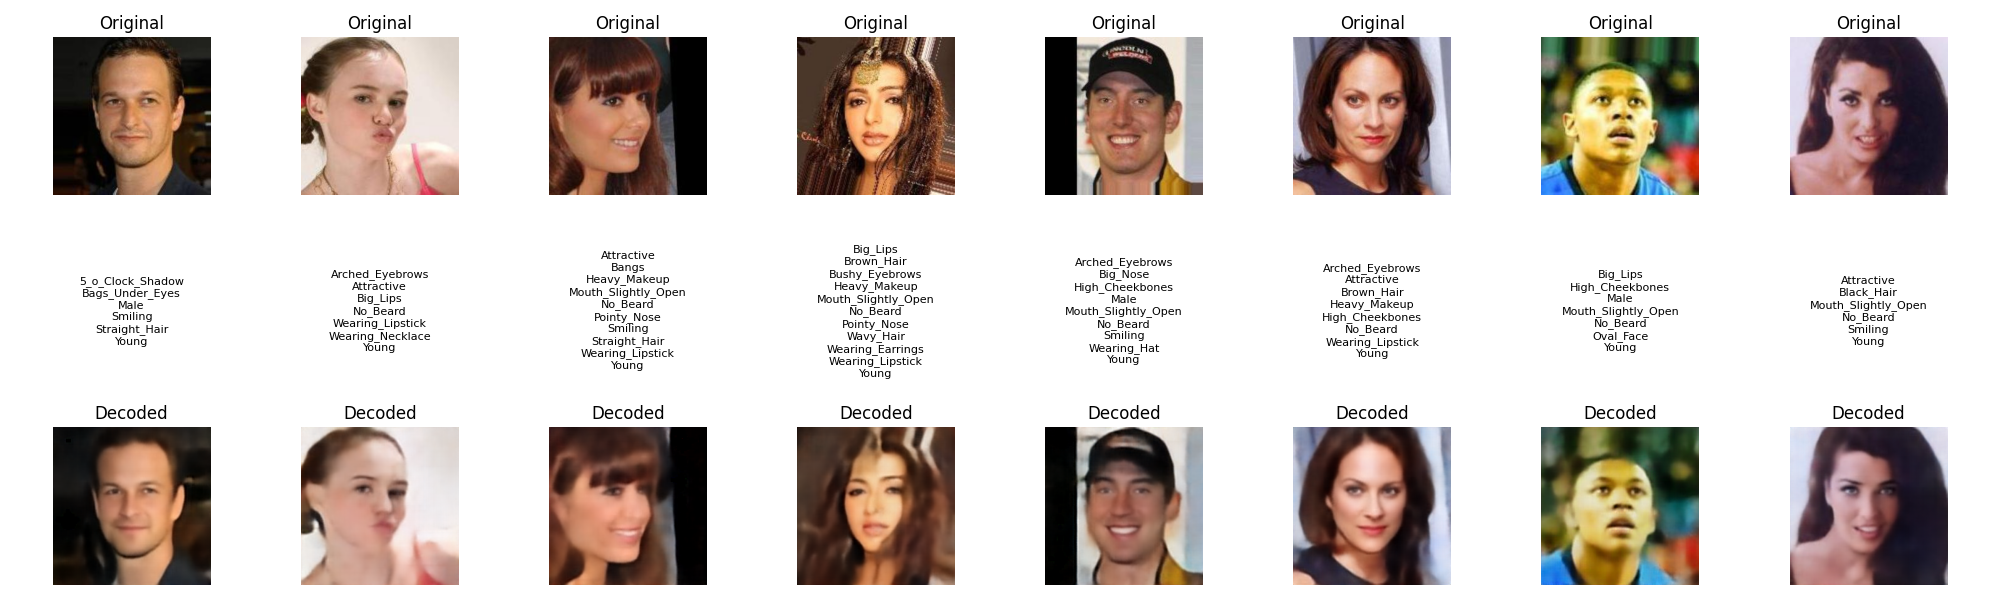 Original Original Original Original Original Original Original Original
5_o_Clock_Shadow
Bags_Under_Eyes
Male
Smiling
Straight_Hair
Young
Arched_Eyebrows
Attractive
Big_Lips
No_Beard
Wearing_Lipstick
Wearing_Necklace
Young
Attractive
Bangs
Heavy_Makeup
Mouth_Slightly_Open
No_Beard
Pointy_Nose
Smiling
Straight_Hair
Wearing_Lipstick
Young
Big_Lips
Brown_Hair
Bushy_Eyebrows
Heavy_Makeup
Mouth_Slightly_Open
No_Beard
Pointy_Nose
Wavy_Hair
Wearing_Earrings
Wearing_Lipstick
Young
Arched_Eyebrows
Big_Nose
High_Cheekbones
Male
Mouth_Slightly_Open
No_Beard
Smiling
Wearing_Hat
Young
Arched_Eyebrows
Attractive
Brown_Hair
Heavy_Makeup
High_Cheekbones
No_Beard
Wearing_Lipstick
Young
Big_Lips
High_Cheekbones
Male
Mouth_Slightly_Open
No_Beard
Oval_Face
Young
Attractive
Black_Hair
Mouth_Slightly_Open
No_Beard
Smiling
Young
Decoded Decoded Decoded Decoded Decoded Decoded Decoded Decoded